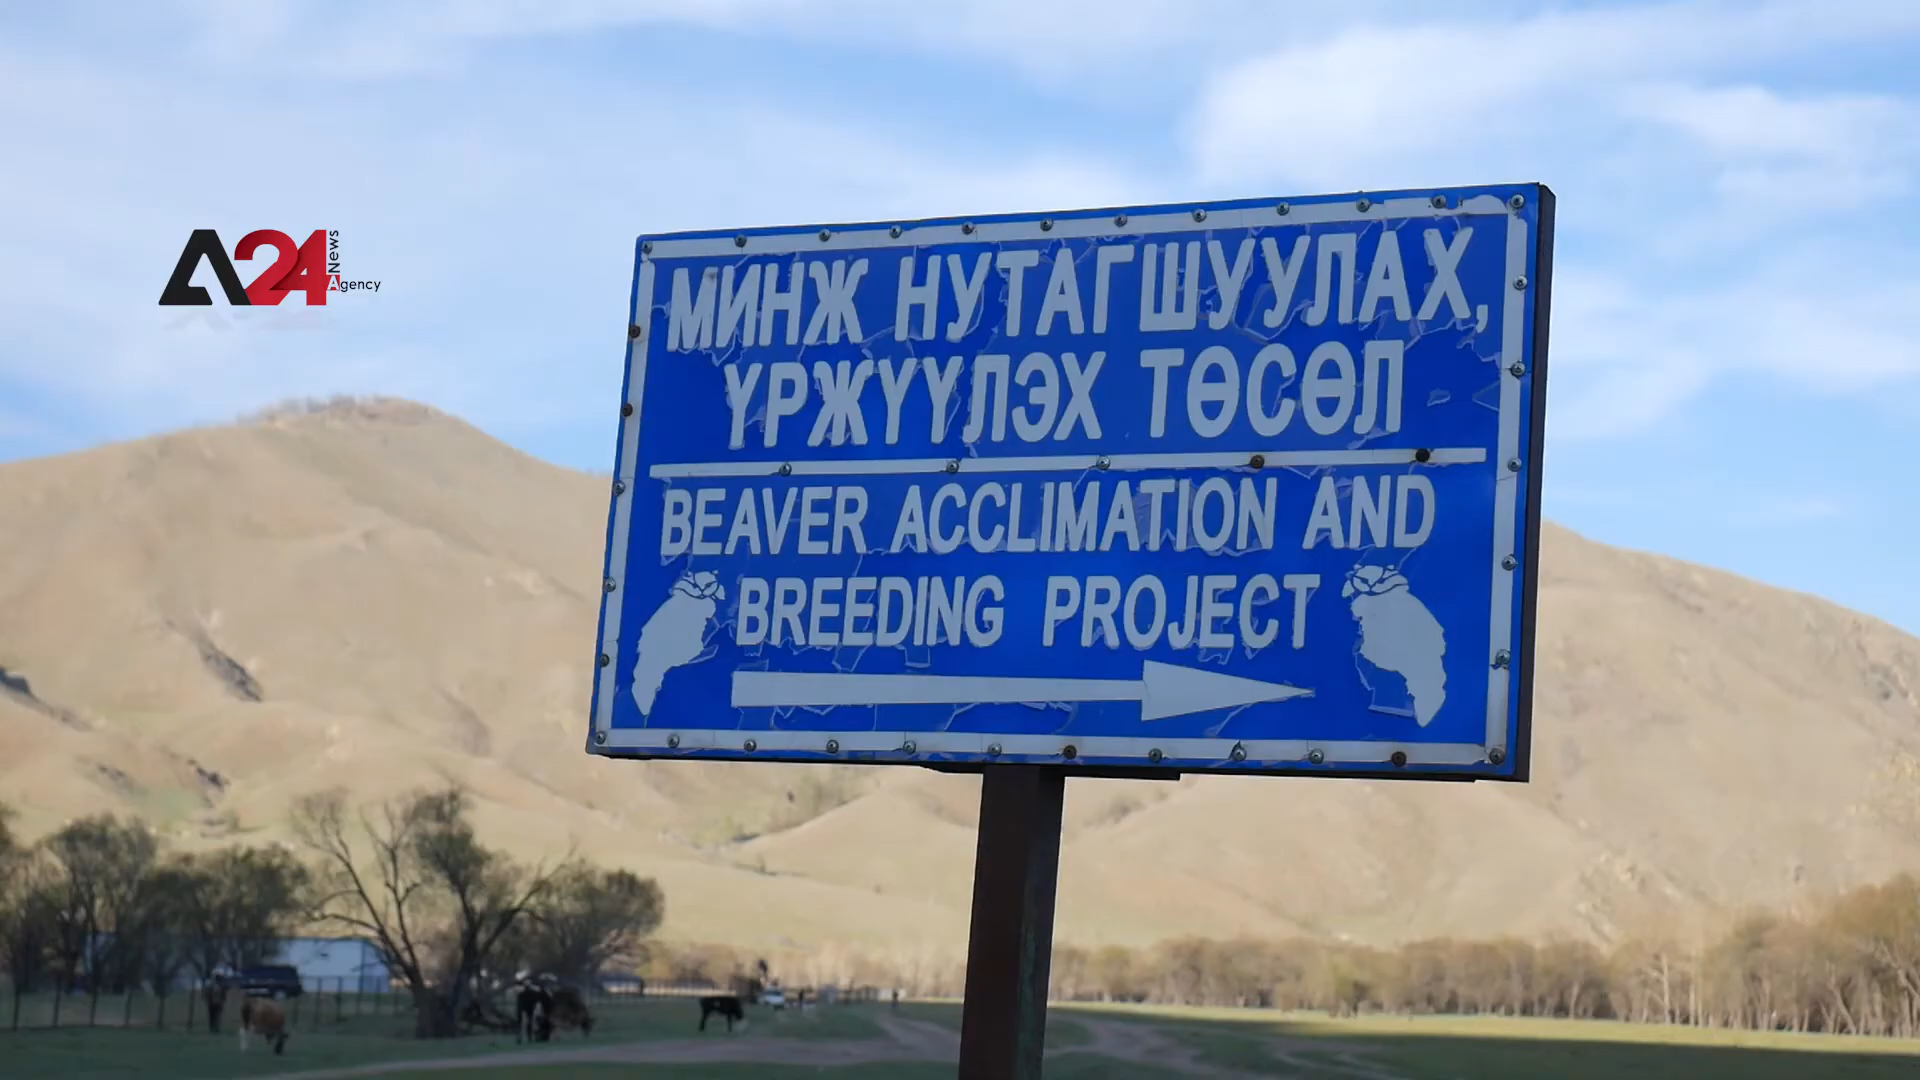 A24 News Agency
МИНЖ НУТАГШУУЛАХ,
ҮРЖҮҮЛЭХ ТӨСӨЛ
BEAVER ACCLIMATION AND
BREEDING PROJECT